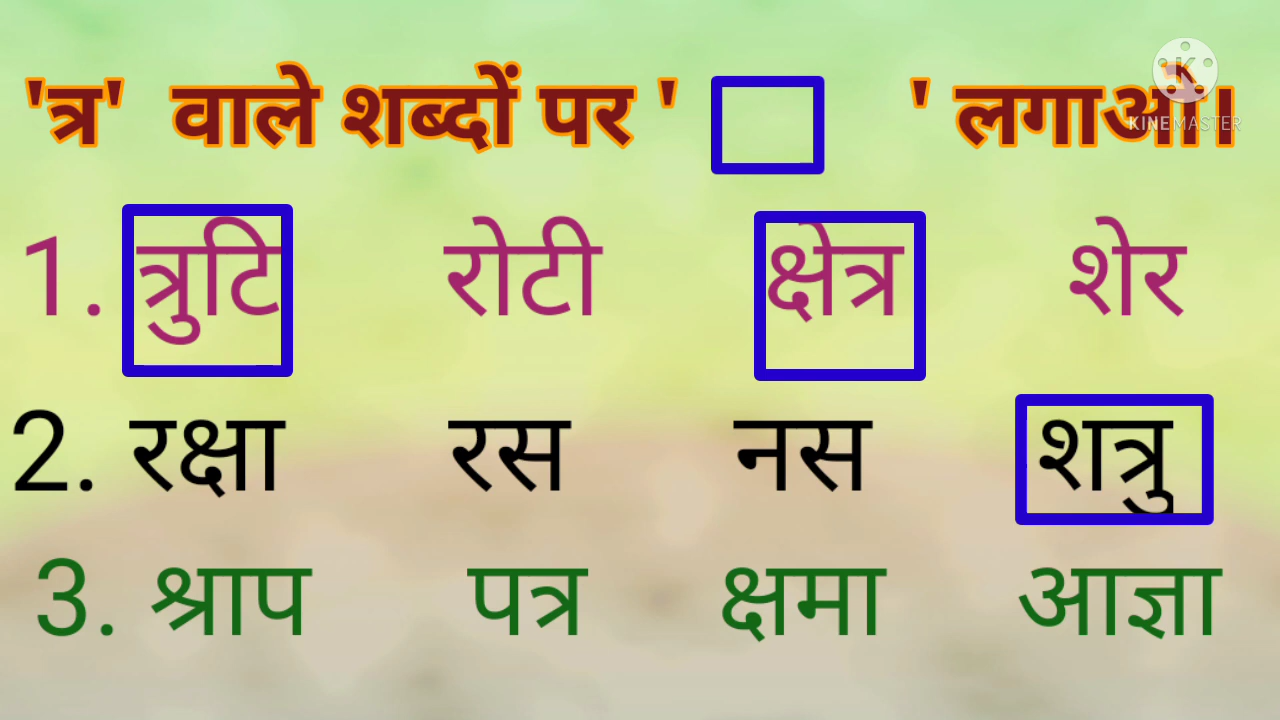 'त्र' वाले शब्दों पर ' ' लगाओ।
KINEMASTER
1. त्रुटि रोटी क्षेत्र शेर
2. रक्षा रस नस शत्रु
3. श्राप पत्र क्षमा आज्ञा